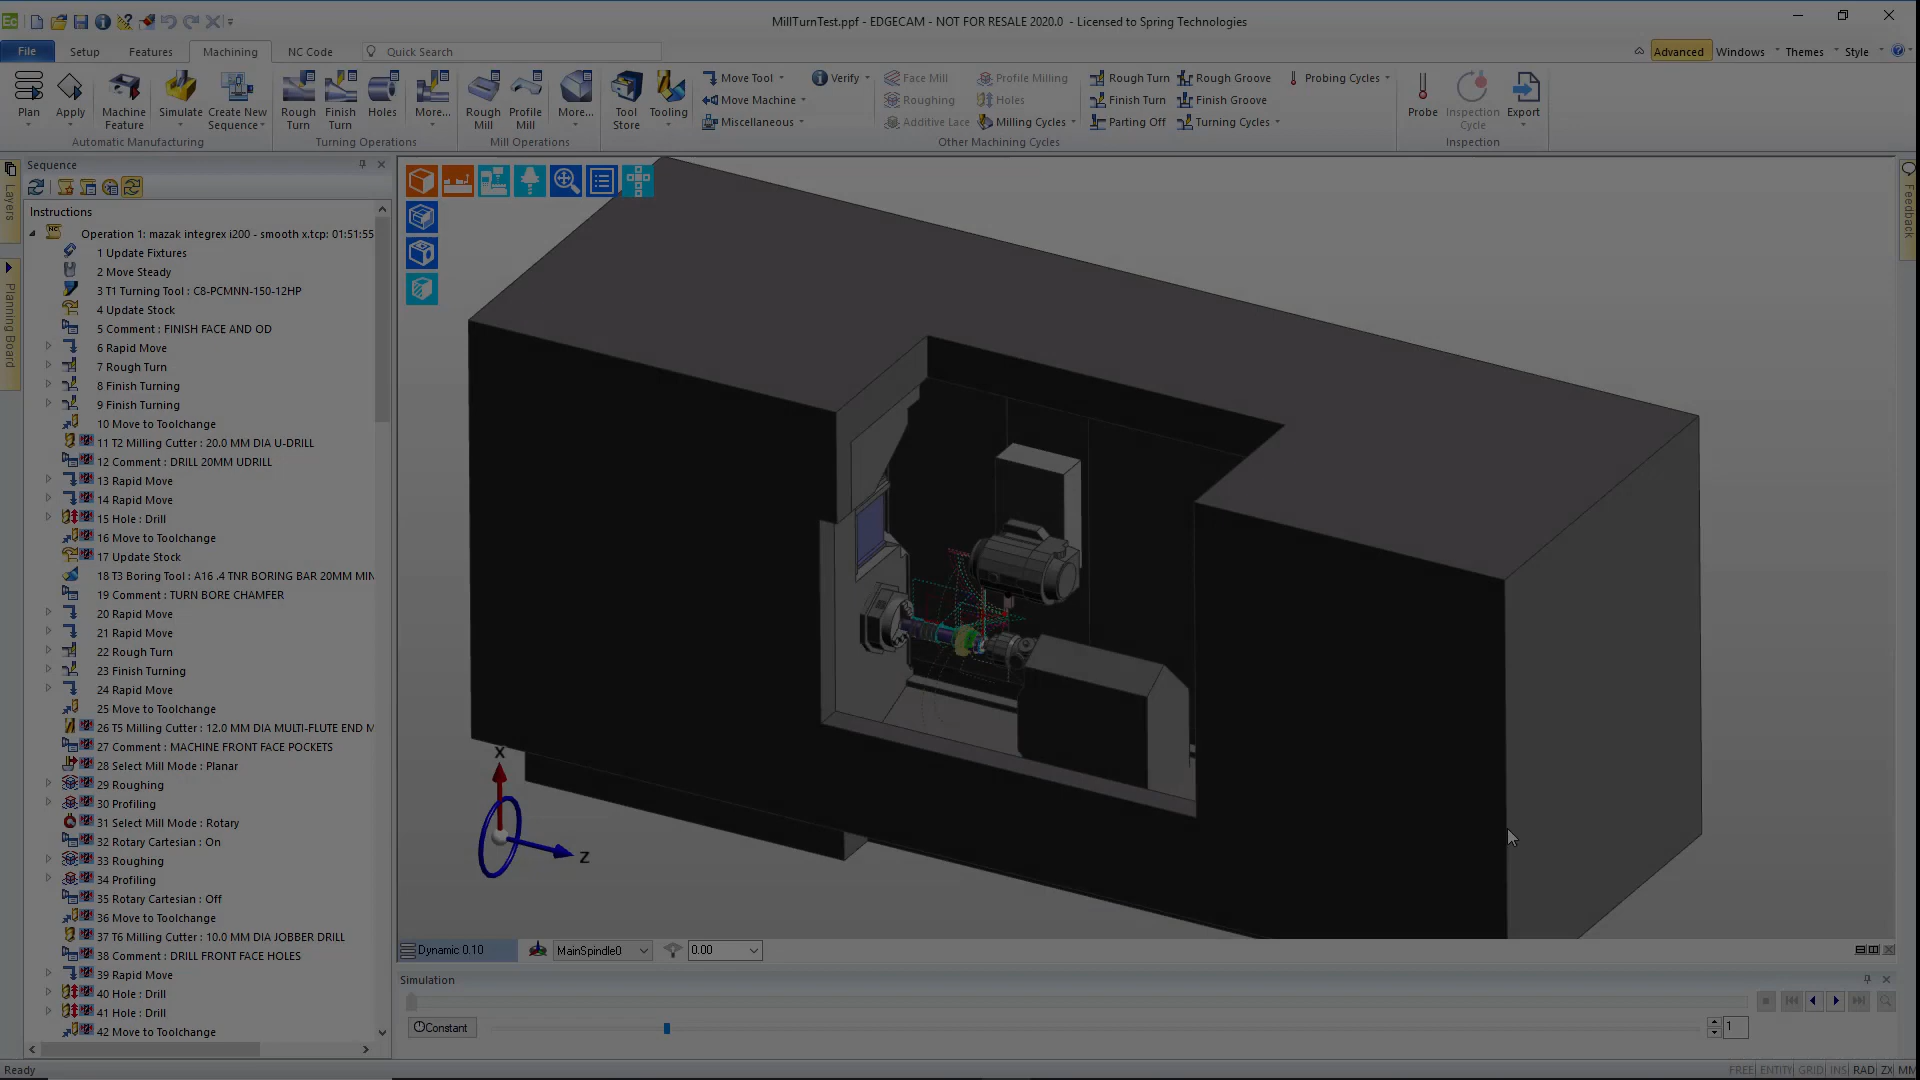 MillTurnTest.ppf - EDGECAM - NOT FOR RESALE 2020.0 - Licensed to Spring Technologies
File Setup Features Machining NC Code Quick Search Advanced Windows Themes Style
Plan Apply Machine Feature Simulate Create New Sequence
Automatic Manufacturing
Rough Turn Finish Turn Holes More...
Turning Operations
Rough Mill Profile Mill More...
Mill Operations
Tool Store Tooling
Move Tool Verify Face Mill Profile Milling Rough Turn Rough Groove Probing Cycles
Move Machine Roughing Holes Finish Turn Finish Groove
Miscellaneous Additive Lace Milling Cycles Parting Off Turning Cycles
Other Machining Cycles
Probe Inspection Cycle Export
Inspection
Layers
Planning Board
Feedback
Sequence
Instructions
Operation 1: mazak integrex i200 - smooth x.tcp: 01:51:55
1 Update Fixtures
2 Move Steady
3 T1 Turning Tool : C8-PCMNN-150-12HP
4 Update Stock
5 Comment : FINISH FACE AND OD
6 Rapid Move
7 Rough Turn
8 Finish Turning
9 Finish Turning
10 Move to Toolchange
11 T2 Milling Cutter : 20.0 MM DIA U-DRILL
12 Comment : DRILL 20MM UDRILL
13 Rapid Move
14 Rapid Move
15 Hole : Drill
16 Move to Toolchange
17 Update Stock
18 T3 Boring Tool : A16 .4 TNR BORING BAR 20MM MIN
19 Comment : TURN BORE CHAMFER
20 Rapid Move
21 Rapid Move
22 Rough Turn
23 Finish Turning
24 Rapid Move
25 Move to Toolchange
26 T5 Milling Cutter : 12.0 MM DIA MULTI-FLUTE END M
27 Comment : MACHINE FRONT FACE POCKETS
28 Select Mill Mode : Planar
29 Roughing
30 Profiling
31 Select Mill Mode : Rotary
32 Rotary Cartesian : On
33 Roughing
34 Profiling
35 Rotary Cartesian : Off
36 Move to Toolchange
37 T6 Milling Cutter : 10.0 MM DIA JOBBER DRILL
38 Comment : DRILL FRONT FACE HOLES
39 Rapid Move
40 Hole : Drill
41 Hole : Drill
42 Move to Toolchange
X
Z
Dynamic 0.10 MainSpindle0 0.00
Simulation
Constant
1
Ready
FREE ENTITY GRID INS RAD ZX MM